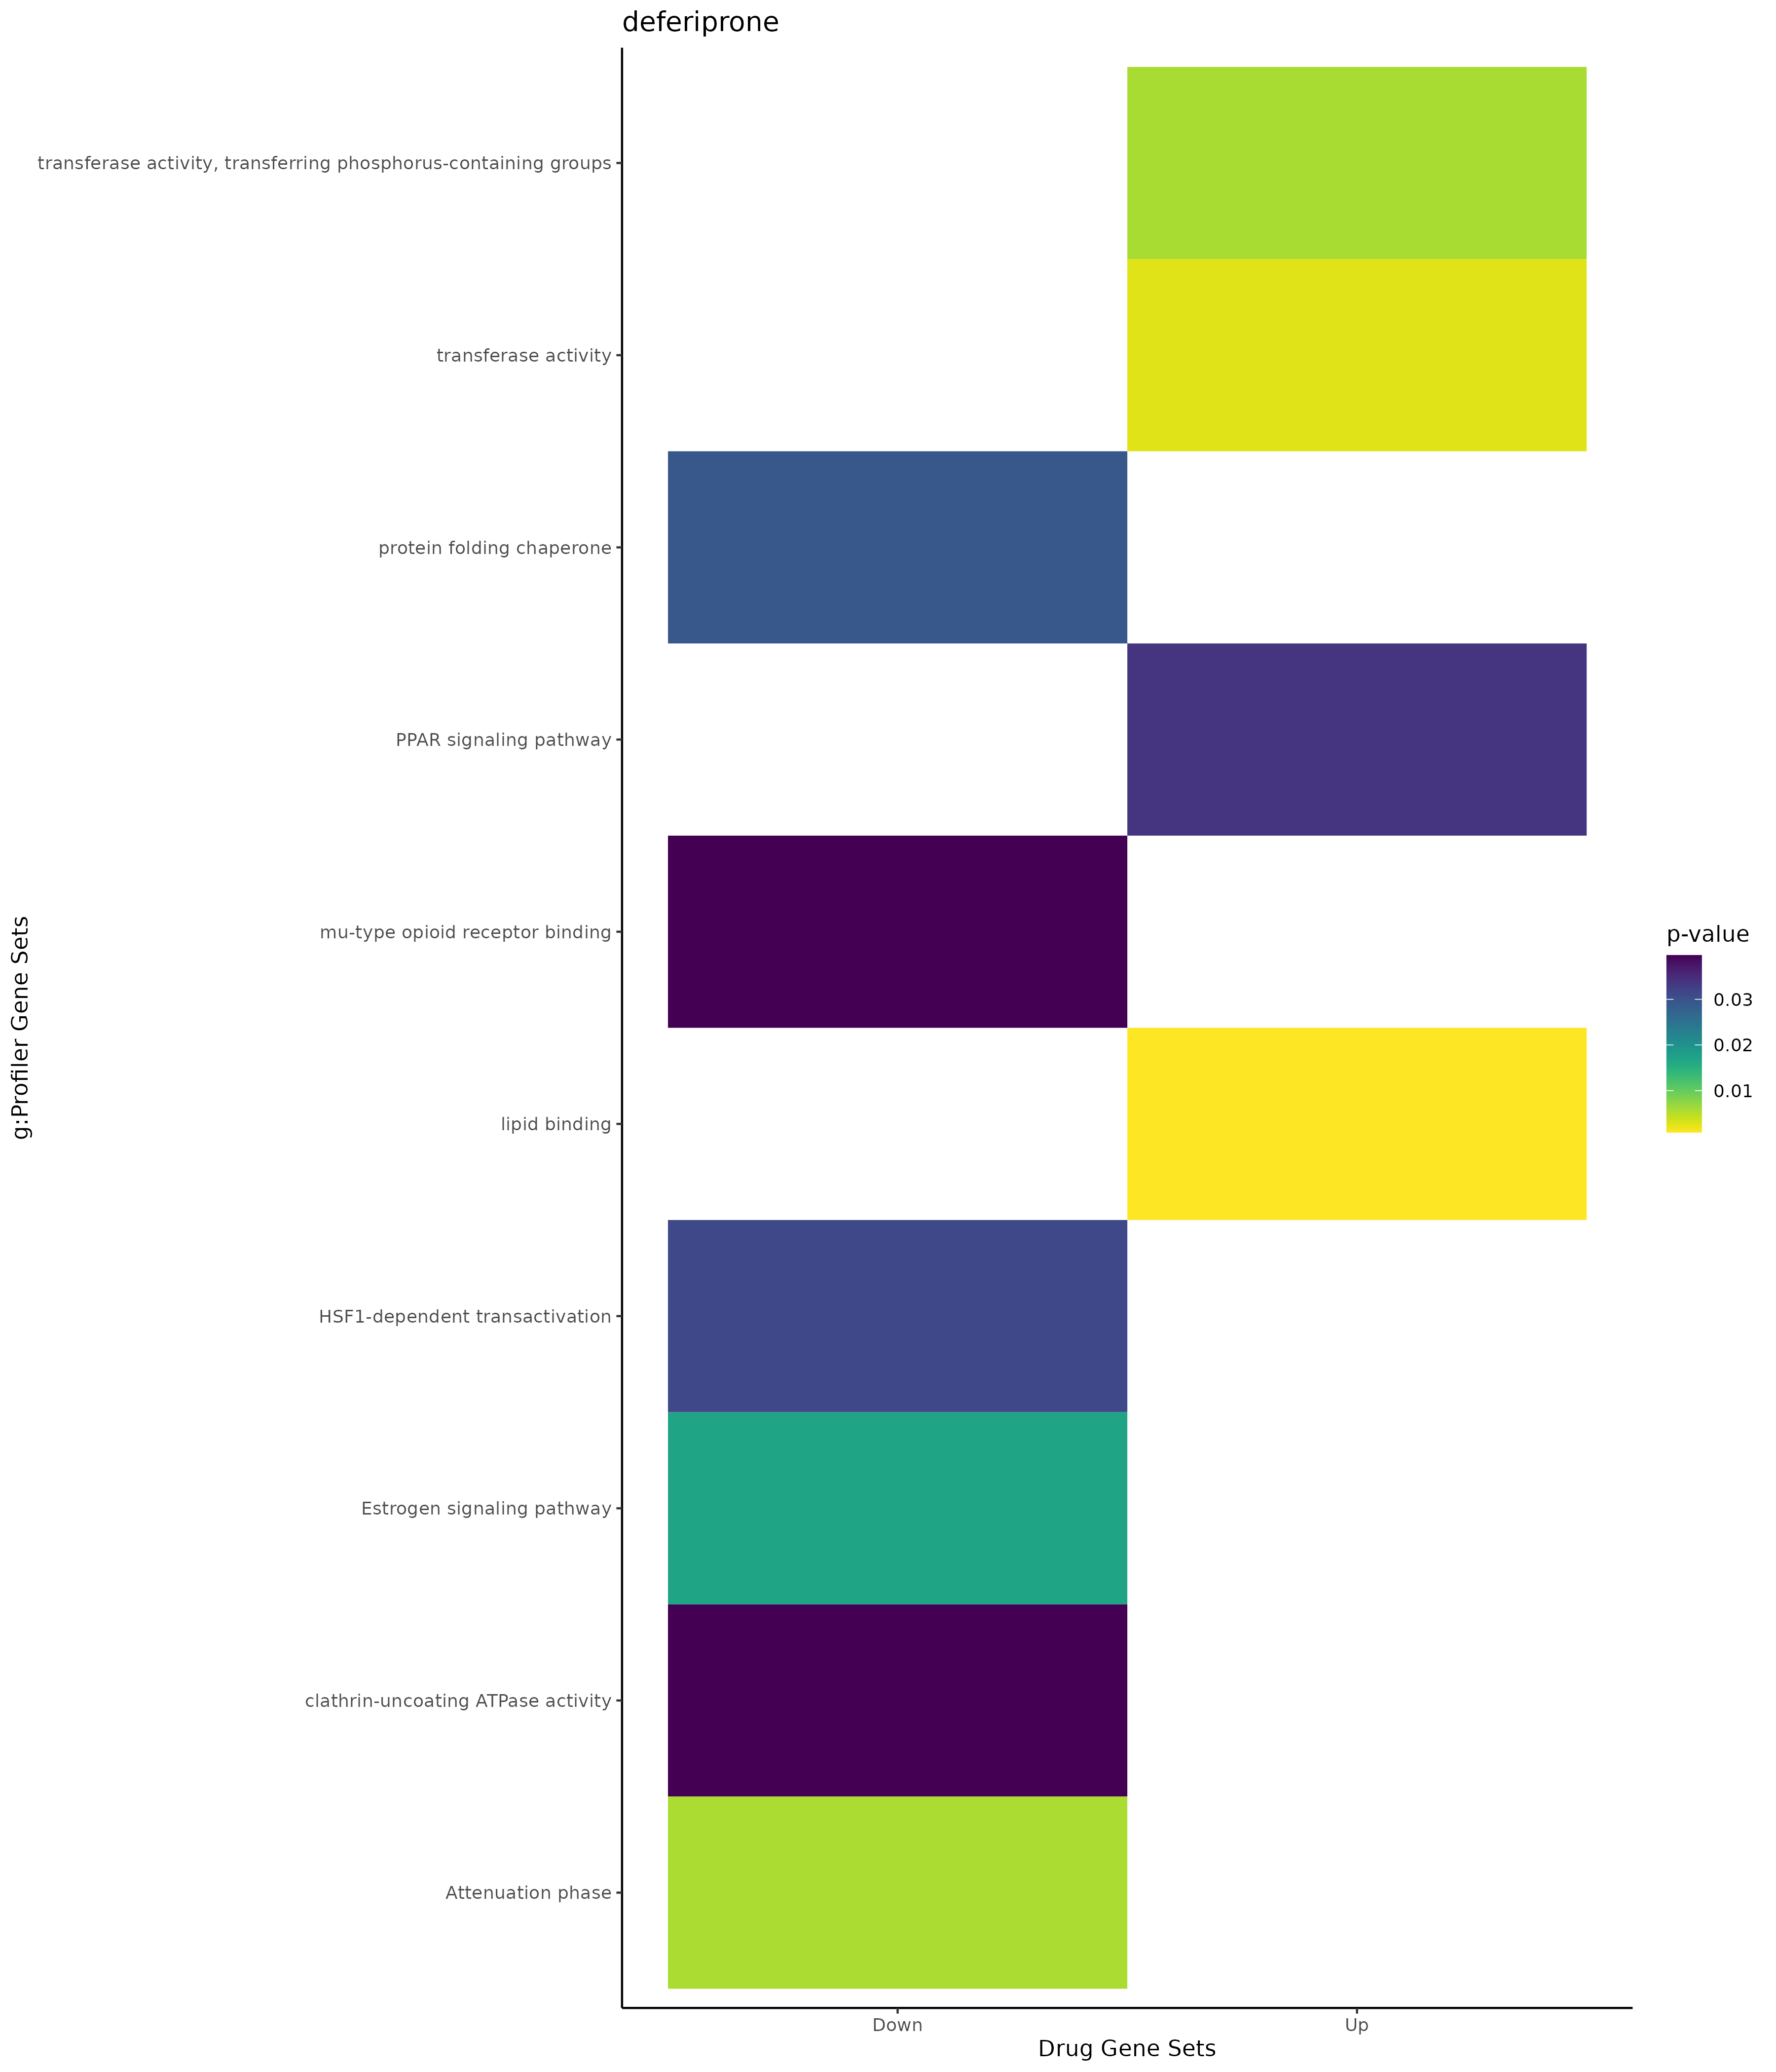 deferiprone
transferase activity, transferring phosphorus-containing groups
transferase activity
protein folding chaperone
PPAR signaling pathway
mu-type opioid receptor binding
lipid binding
HSF1-dependent transactivation
Estrogen signaling pathway
clathrin-uncoating ATPase activity
Attenuation phase
g:Profiler Gene Sets
Down
Up
Drug Gene Sets
p-value
0.03
0.02
0.01